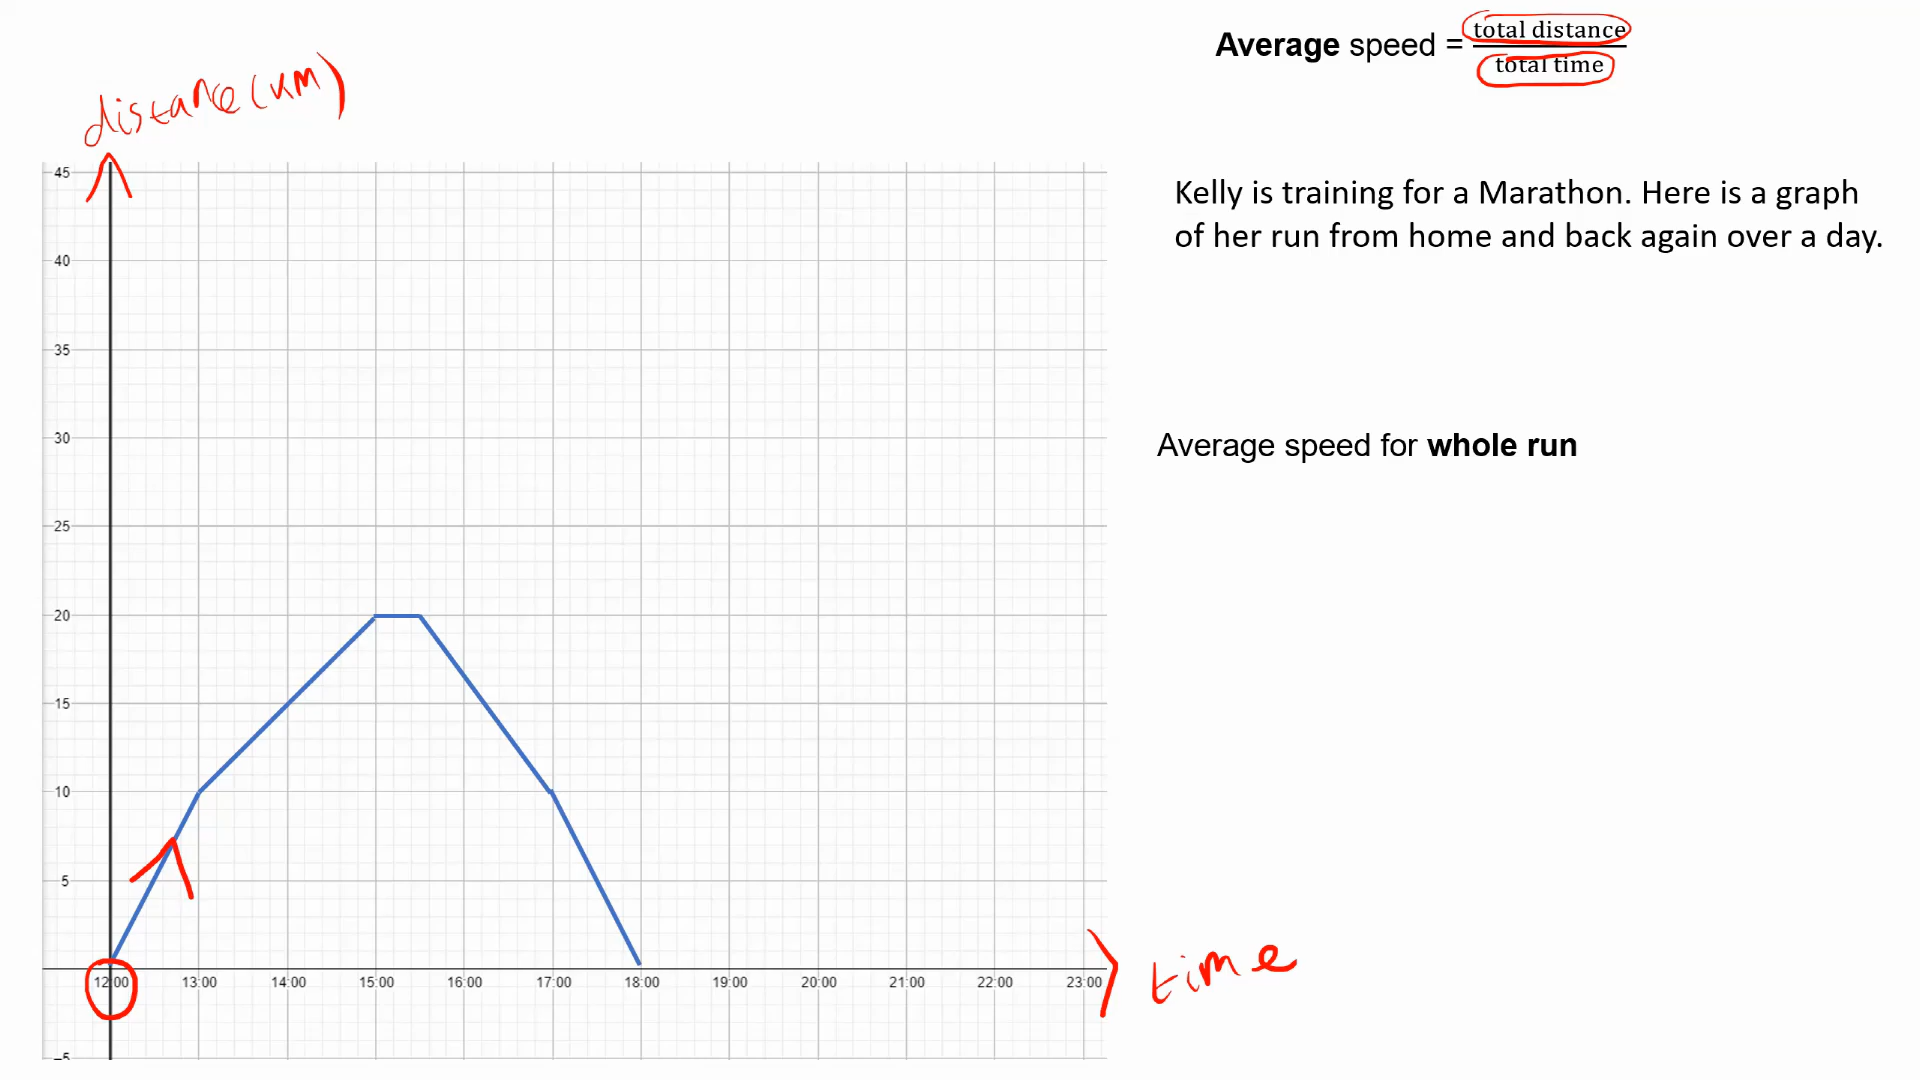 Average speed = total distance
total time
distance (km)
45
Kelly is training for a Marathon. Here is a graph
of her run from home and back again over a day.
40
35
Average speed for whole run
30
25
20
15
10
5
time
12:00 13:00 14:00 15:00 16:00 17:00 18:00 19:00 20:00 21:00 22:00 23:00
-5